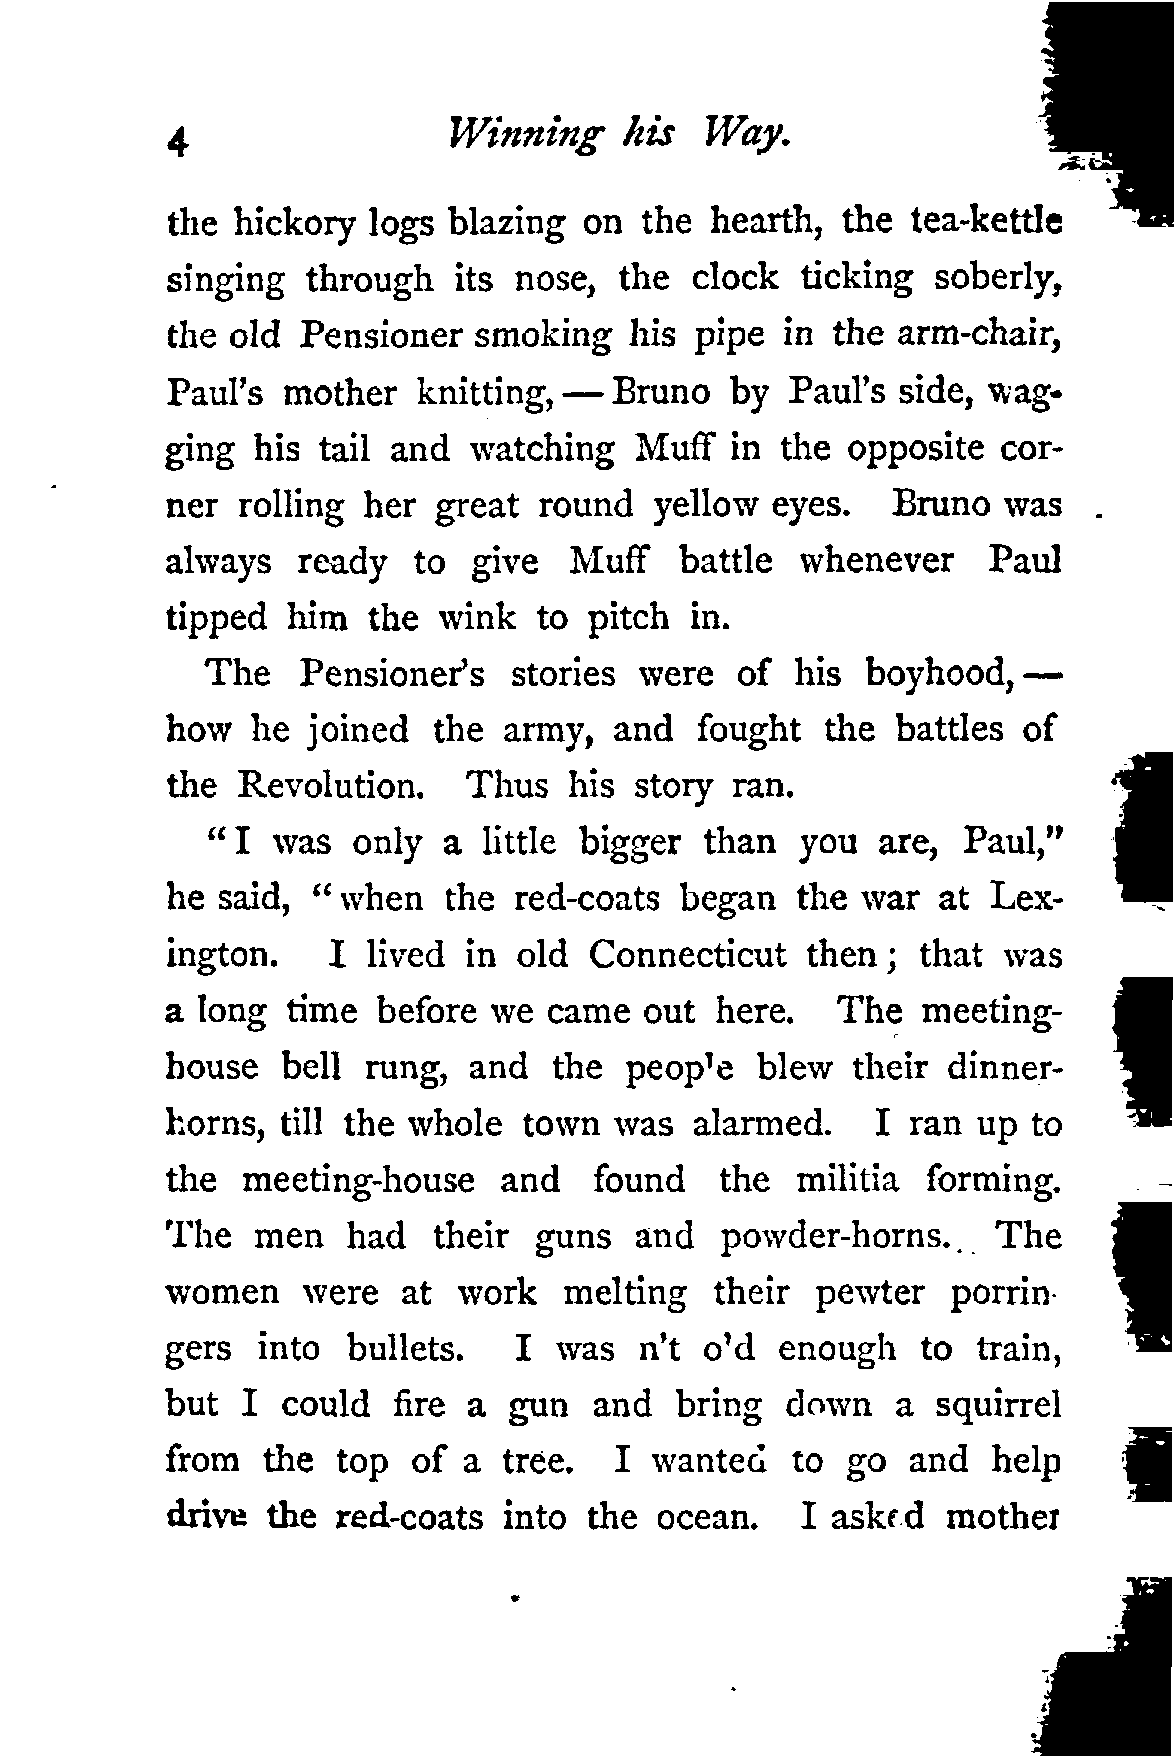 4 Winning his Way.
the hickory logs blazing on the hearth, the tea-kettle
singing through its nose, the clock ticking soberly,
the old Pensioner smoking his pipe in the arm-chair,
Paul's mother knitting, — Bruno by Paul's side, wag-
ging his tail and watching Muff in the opposite cor-
ner rolling her great round yellow eyes. Bruno was
always ready to give Muff battle whenever Paul
tipped him the wink to pitch in.
The Pensioner's stories were of his boyhood, —
how he joined the army, and fought the battles of
the Revolution. Thus his story ran.
"I was only a little bigger than you are, Paul,"
he said, "when the red-coats began the war at Lex-
ington. I lived in old Connecticut then; that was
a long time before we came out here. The meeting-
house bell rung, and the people blew their dinner-
horns, till the whole town was alarmed. I ran up to
the meeting-house and found the militia forming.
The men had their guns and powder-horns. The
women were at work melting their pewter porrin-
gers into bullets. I was n't old enough to train,
but I could fire a gun and bring down a squirrel
from the top of a tree. I wanted to go and help
drive the red-coats into the ocean. I asked mother